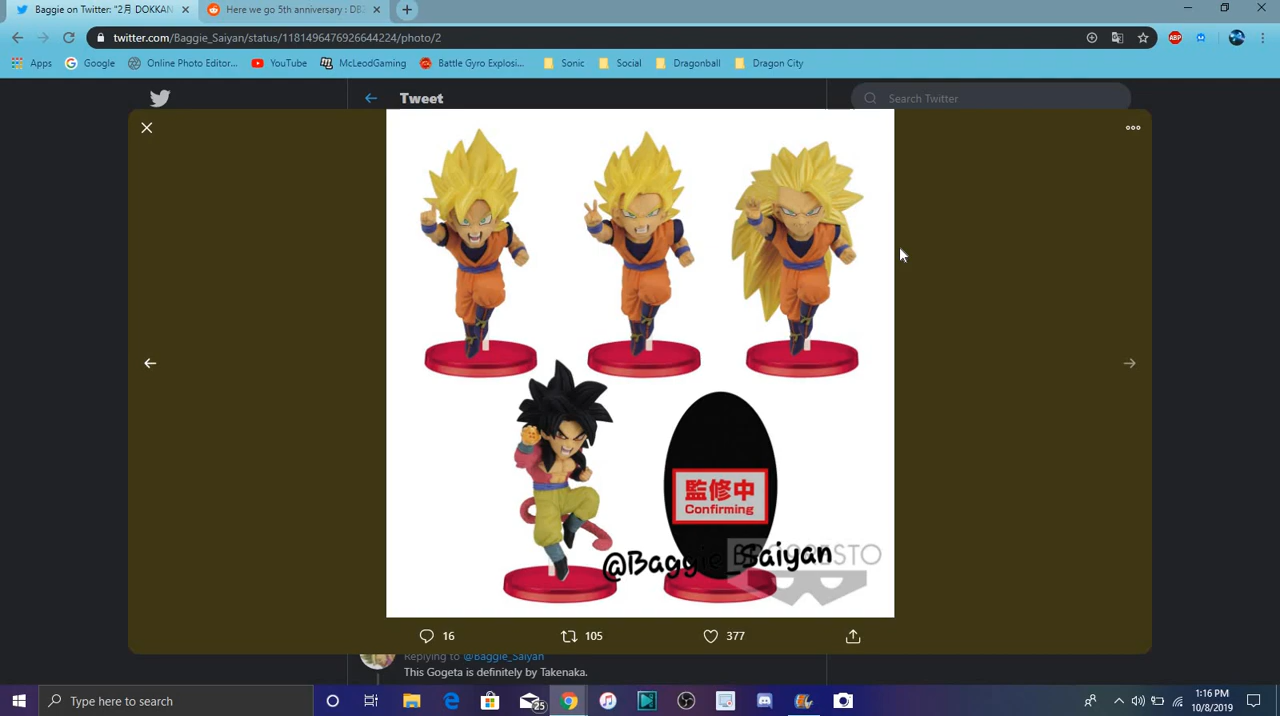 Baggie on Twitter: "2月 DOKKAN
Here we go 5th anniversary : DB
twitter.com/Baggie_Saiyan/status/1181496476926644224/photo/2
ABP
Apps
Google
Online Photo Editor...
YouTube
McLeodGaming
Battle Gyro Explosi...
Sonic
Social
Dragonball
Dragon City
Tweet
Search Twitter
監修中
Confirming
@Baggie_Saiyan
16
105
377
Replying to @Baggie_Saiyan
This Gogeta is definitely by Takenaka.
Type here to search
25
1:16 PM
10/8/2019